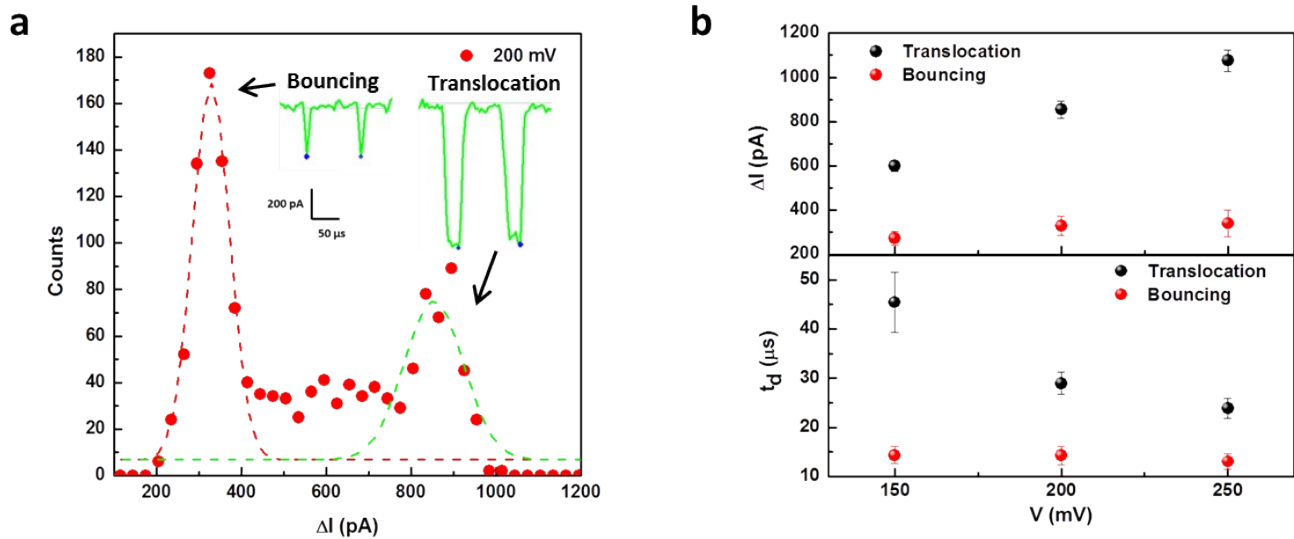 a
200 mV
Bouncing
Translocation
200 pA
50 µs
Counts
180
160
140
120
100
80
60
40
20
0
200
400
600
800
1000
1200
ΔI (pA)
b
Translocation
Bouncing
ΔI (pA)
1200
1000
800
600
400
200
Translocation
Bouncing
td (µs)
50
40
30
20
10
150
200
250
V (mV)